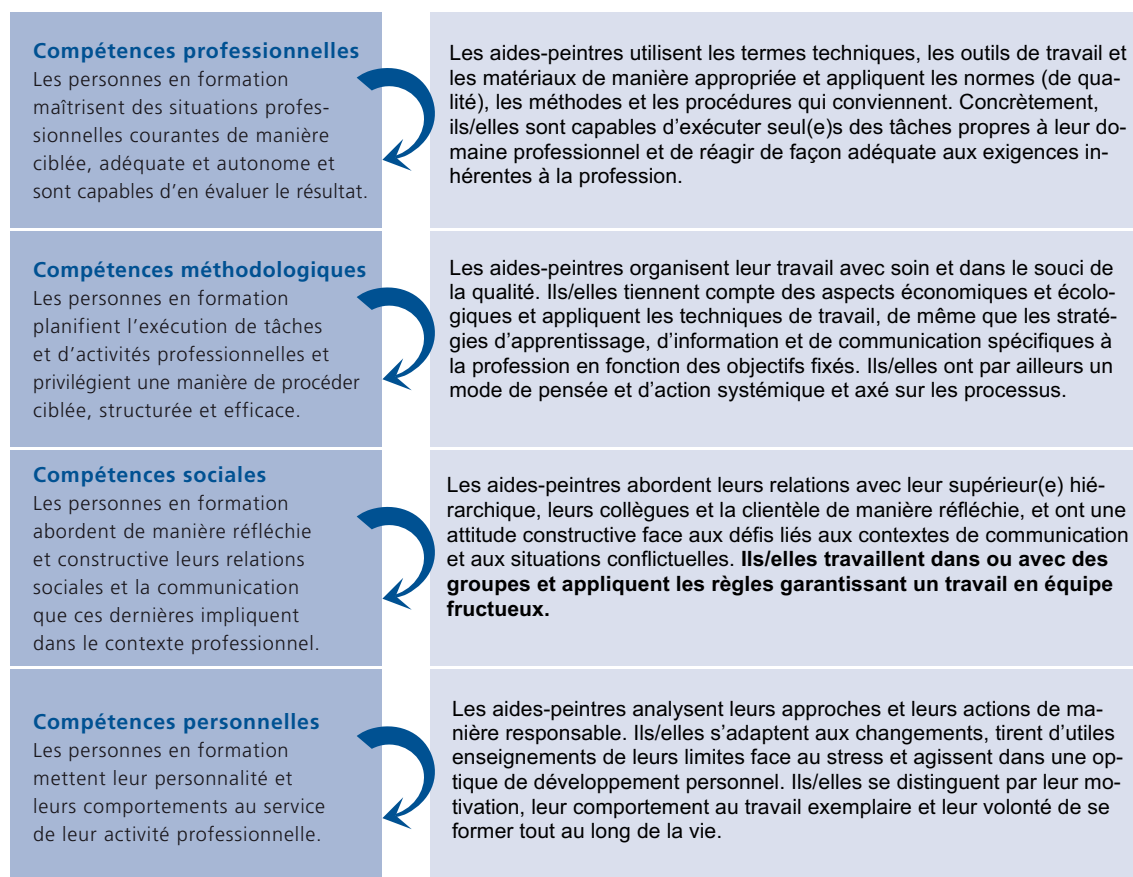 Compétences professionnelles
Les personnes en formation
maîtrisent des situations profes-
sionnelles courantes de manière
ciblée, adéquate et autonome et
sont capables d’en évaluer le résultat.
Les aides-peintres utilisent les termes techniques, les outils de travail et
les matériaux de manière appropriée et appliquent les normes (de qua-
lité), les méthodes et les procédures qui conviennent. Concrètement,
ils/elles sont capables d’exécuter seul(e)s des tâches propres à leur do-
maine professionnel et de réagir de façon adéquate aux exigences in-
hérentes à la profession.
Compétences méthodologiques
Les personnes en formation
planifient l’exécution de tâches
et d’activités professionnelles et
privilégient une manière de procéder
ciblée, structurée et efficace.
Les aides-peintres organisent leur travail avec soin et dans le souci de
la qualité. Ils/elles tiennent compte des aspects économiques et écolo-
giques et appliquent les techniques de travail, de même que les straté-
gies d’apprentissage, d’information et de communication spécifiques à
la profession en fonction des objectifs fixés. Ils/elles ont par ailleurs un
mode de pensée et d’action systémique et axé sur les processus.
Compétences sociales
Les personnes en formation
abordent de manière réfléchie
et constructive leurs relations
sociales et la communication
que ces dernières impliquent
dans le contexte professionnel.
Les aides-peintres abordent leurs relations avec leur supérieur(e) hié-
rarchique, leurs collègues et la clientèle de manière réfléchie, et ont une
attitude constructive face aux défis liés aux contextes de communication
et aux situations conflictuelles. Ils/elles travaillent dans ou avec des
groupes et appliquent les règles garantissant un travail en équipe
fructueux.
Compétences personnelles
Les personnes en formation
mettent leur personnalité et
leurs comportements au service
de leur activité professionnelle.
Les aides-peintres analysent leurs approches et leurs actions de ma-
nière responsable. Ils/elles s’adaptent aux changements, tirent d’utiles
enseignements de leurs limites face au stress et agissent dans une op-
tique de développement personnel. Ils/elles se distinguent par leur mo-
tivation, leur comportement au travail exemplaire et leur volonté de se
former tout au long de la vie.